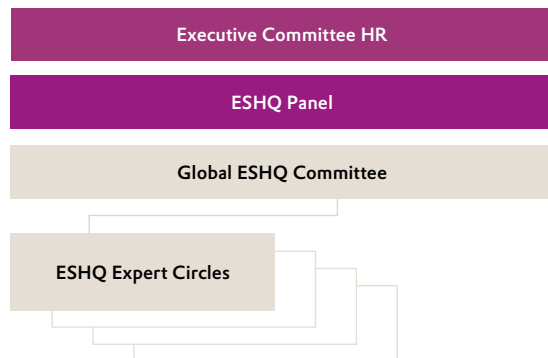 Executive Committee HR
ESHQ Panel
Global ESHQ Committee
ESHQ Expert Circles